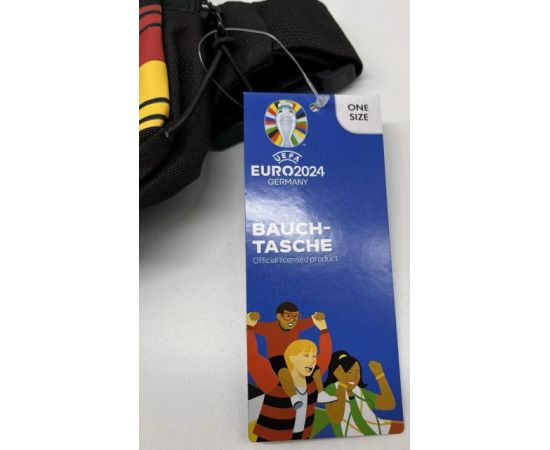 ONE
SIZE
UEFA
EURO2024
GERMANY
BAUCH-
TASCHE
Official licensed product